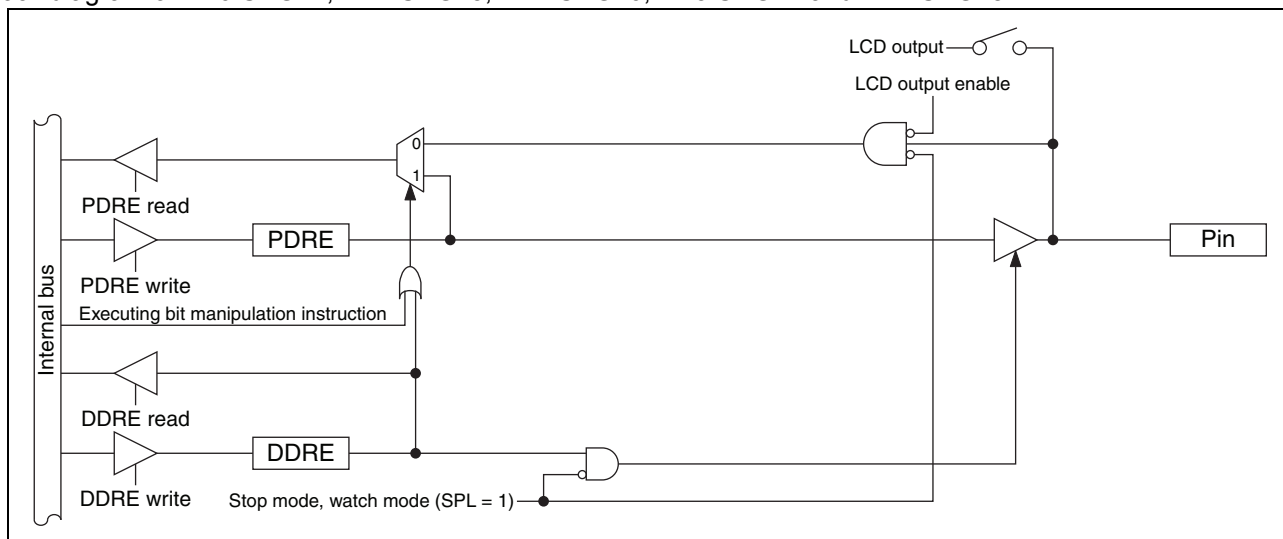 LCD output
LCD output enable
0
1
PDRE read
PDRE
Pin
PDRE write
Executing bit manipulation instruction
Internal bus
DDRE read
DDRE
DDRE write
Stop mode, watch mode (SPL = 1)